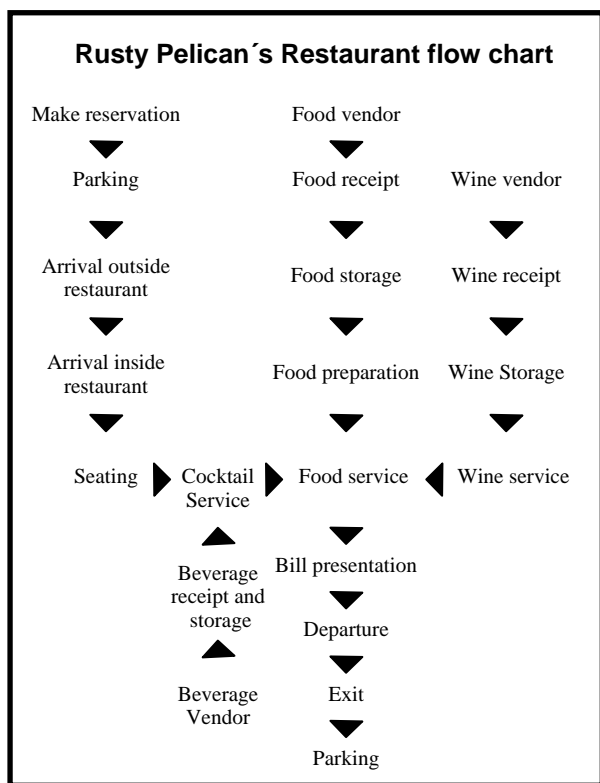 Rusty Pelican´s Restaurant flow chart
Make reservation
Food vendor
Parking
Food receipt
Wine vendor
Arrival outside
restaurant
Food storage
Wine receipt
Arrival inside
restaurant
Food preparation
Wine Storage
Seating
Cocktail
Service
Food service
Wine service
Beverage
receipt and
storage
Bill presentation
Departure
Beverage
Vendor
Exit
Parking